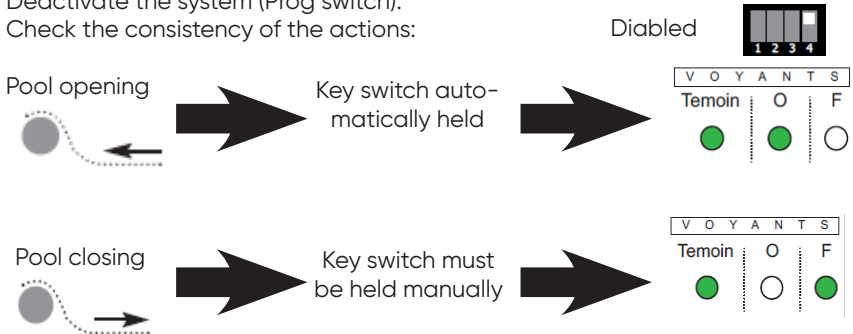 Deactivate the system (Prog switch).
Check the consistency of the actions:
Diabled
1 2 3 4
Pool opening
Key switch auto-
matically held
V O Y A N T S
Temoin O F
Pool closing
Key switch must
be held manually
V O Y A N T S
Temoin O F